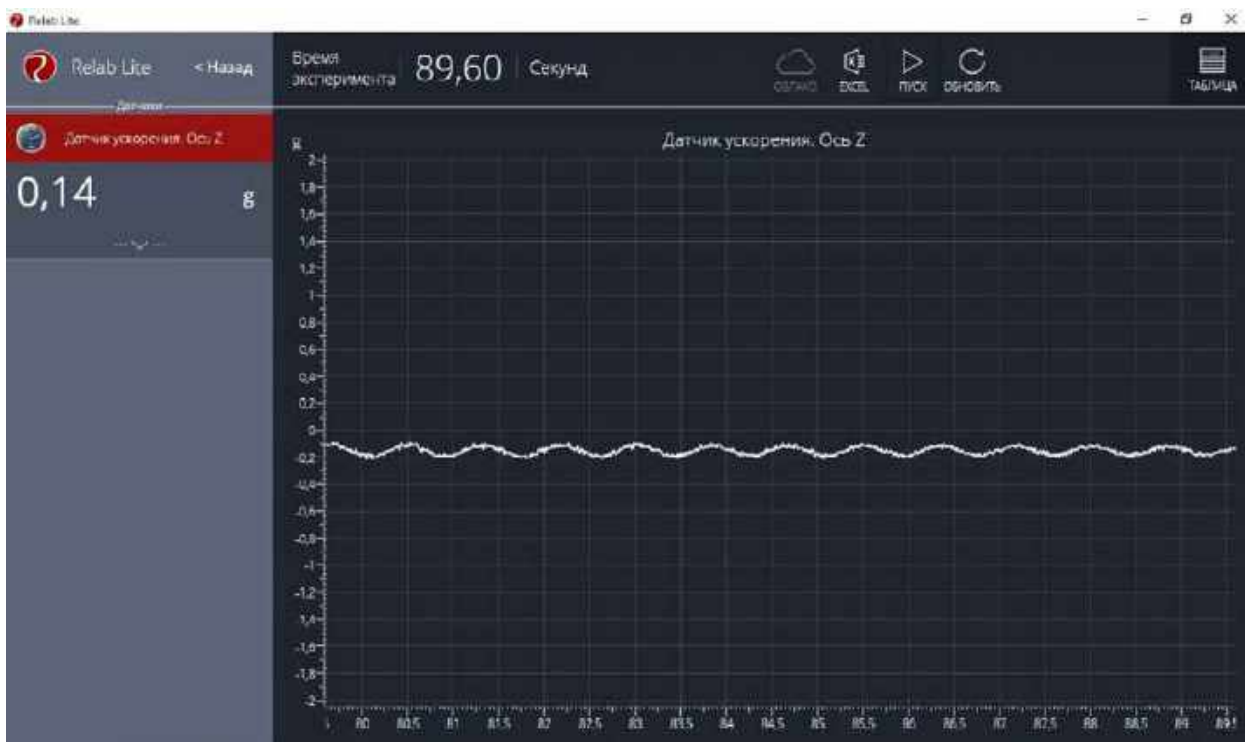 Relab Lite
Relab Lite
< Назад
Время
эксперимента
89,60
Секунд
ОБЛАКО
EXCEL
ПУСК
ОБНОВИТЬ
ТАБЛИЦА
Датчики
Датчик ускорения. Ось Z
0,14
g
g
Датчик ускорения. Ось Z
2
1,8
1,6
1,4
1,2
1
0,8
0,6
0,4
0,2
0
-0,2
-0,4
-0,6
-0,8
-1
-1,2
-1,4
-1,6
-1,8
-2
80 80,5 81 81,5 82 82,5 83 83,5 84 84,5 85 85,5 86 86,5 87 87,5 88 88,5 89